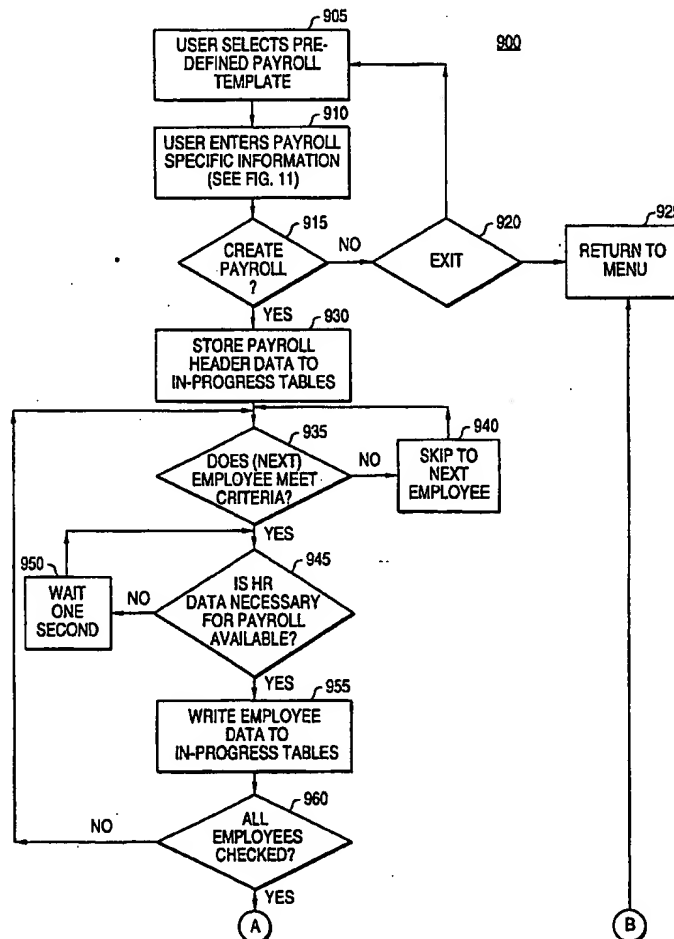 905
USER SELECTS PRE-
DEFINED PAYROLL
TEMPLATE
900
910
USER ENTERS PAYROLL
SPECIFIC INFORMATION
(SEE FIG. 11)
915
CREATE
PAYROLL
?
NO
920
EXIT
925
RETURN TO
MENU
YES
930
STORE PAYROLL
HEADER DATA TO
IN-PROGRESS TABLES
935
DOES (NEXT)
EMPLOYEE MEET
CRITERIA?
NO
940
SKIP TO
NEXT
EMPLOYEE
YES
945
IS HR
DATA NECESSARY
FOR PAYROLL
AVAILABLE?
NO
950
WAIT
ONE
SECOND
YES
955
WRITE EMPLOYEE
DATA TO
IN-PROGRESS TABLES
960
ALL
EMPLOYEES
CHECKED?
NO
YES
A
B